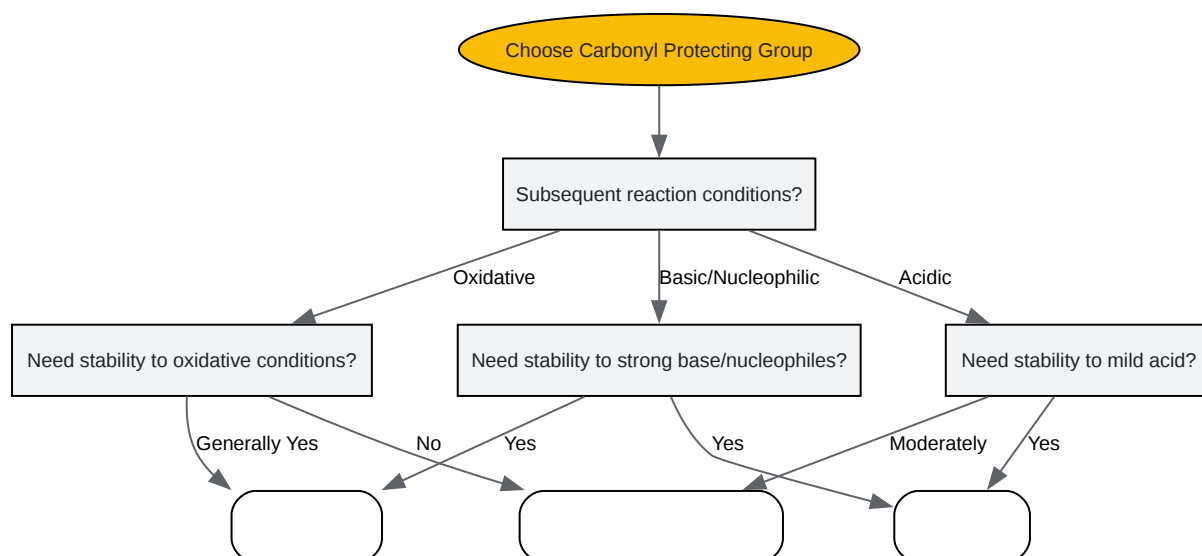 Choose Carbonyl Protecting Group
Subsequent reaction conditions?
Oxidative
Basic/Nucleophilic
Acidic
Need stability to oxidative conditions?
Need stability to strong base/nucleophiles?
Need stability to mild acid?
Generally Yes
No
Yes
Yes
Moderately
Yes